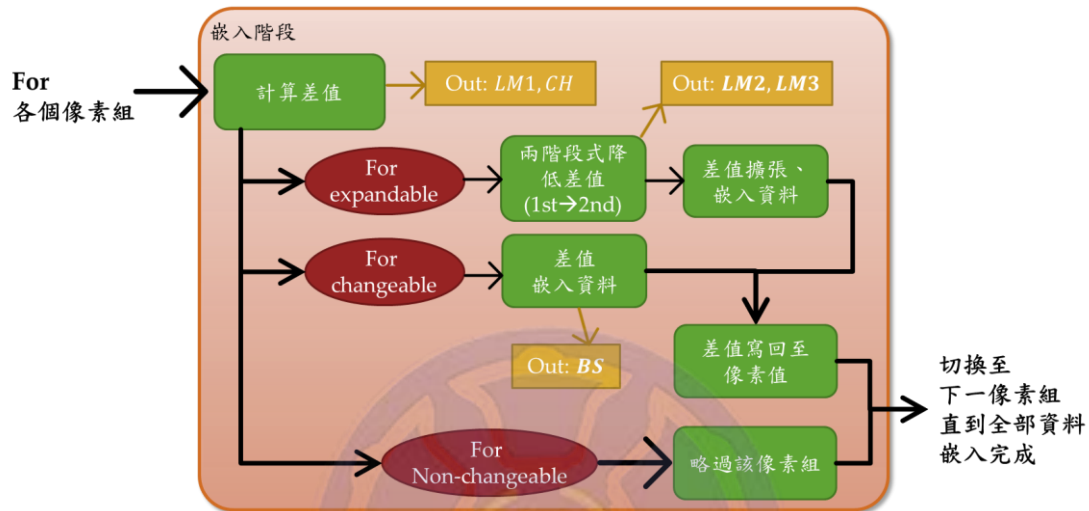 嵌入階段
For
各個像素組
計算差值
Out: LM1, CH
Out: LM2, LM3
For
expandable
兩階段式降
低差值
(1st→2nd)
差值擴張、
嵌入資料
For
changeable
差值
嵌入資料
Out: BS
差值寫回至
像素值
For
Non-changeable
略過該像素組
切換至
下一像素組
直到全部資料
嵌入完成